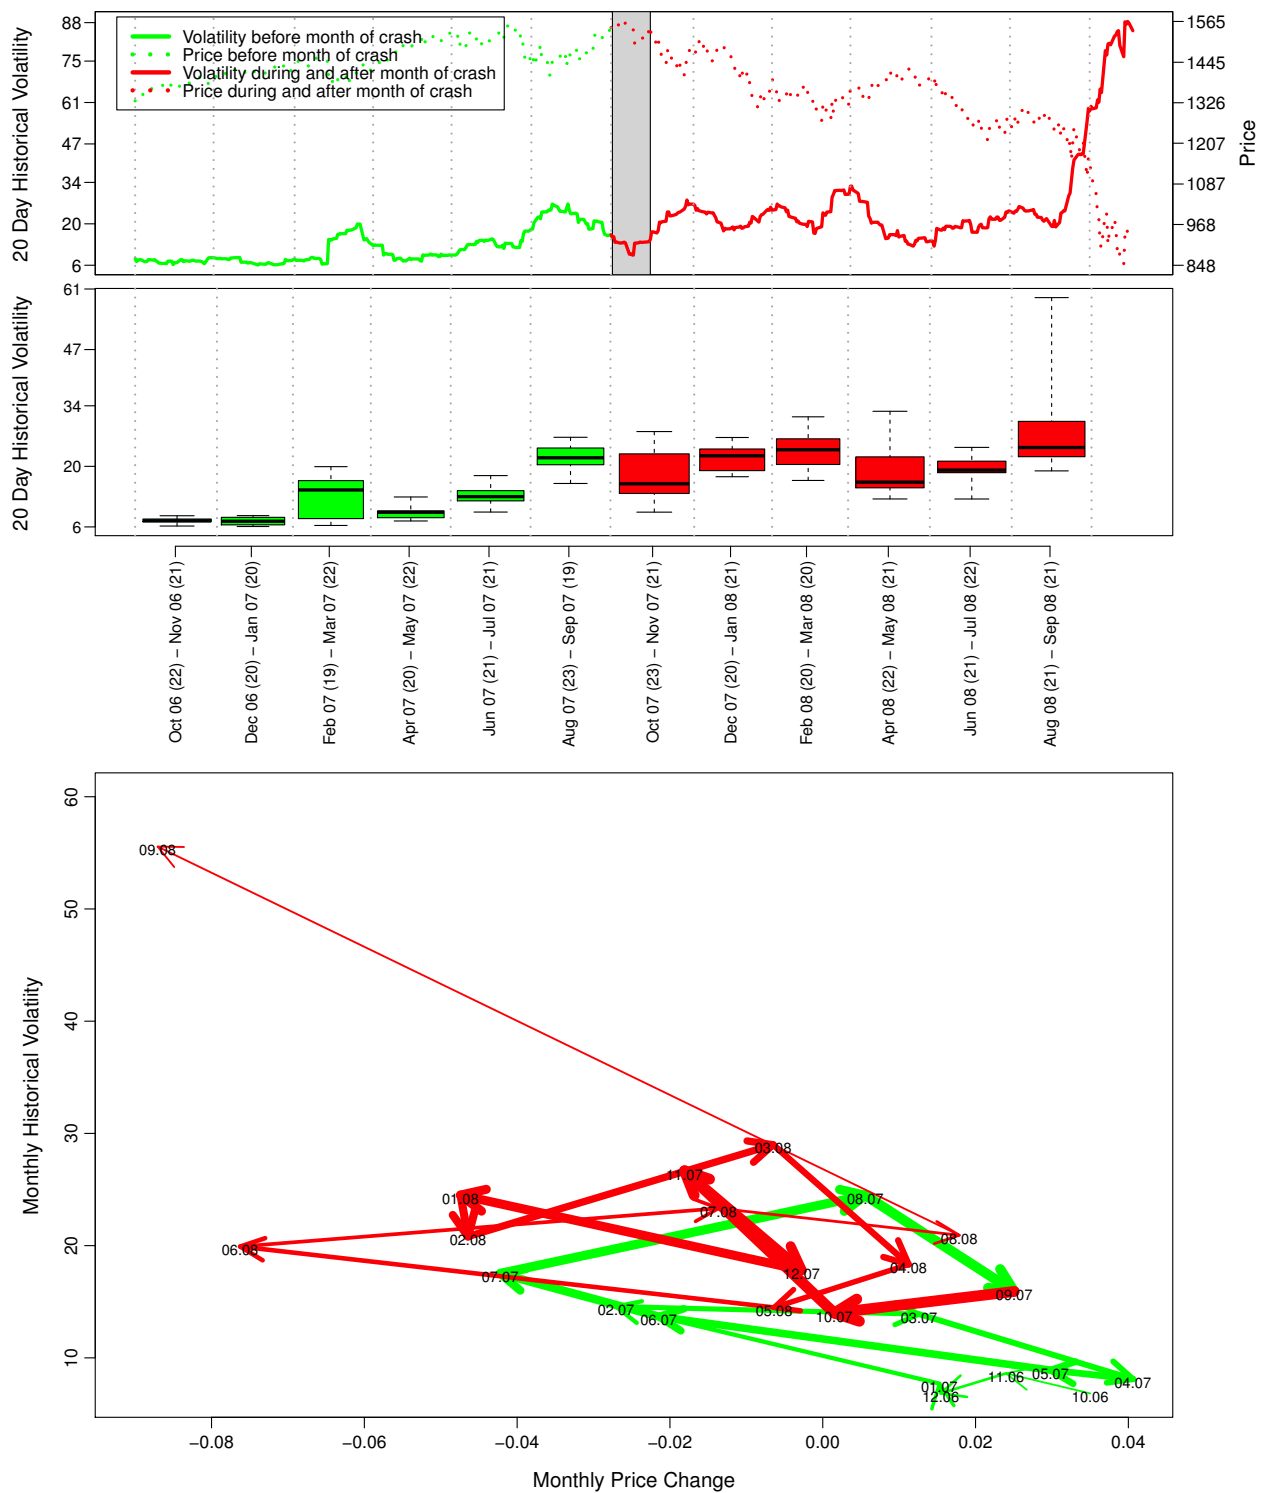 20 Day Historical Volatility
88
75
61
47
34
20
6
Volatility before month of crash
Price before month of crash
Volatility during and after month of crash
Price during and after month of crash
1565
1445
1326
1207
1087
968
848
Price
20 Day Historical Volatility
61
47
34
20
6
Oct 06 (22) − Nov 06 (21)
Dec 06 (20) − Jan 07 (20)
Feb 07 (19) − Mar 07 (22)
Apr 07 (20) − May 07 (22)
Jun 07 (21) − Jul 07 (21)
Aug 07 (23) − Sep 07 (19)
Oct 07 (23) − Nov 07 (21)
Dec 07 (20) − Jan 08 (21)
Feb 08 (20) − Mar 08 (20)
Apr 08 (22) − May 08 (21)
Jun 08 (21) − Jul 08 (22)
Aug 08 (21) − Sep 08 (21)
Monthly Historical Volatiity
60
50
40
30
20
10
09.08
03.08
11.07
01.08
08.07
07.08
02.08
08.08
06.08
04.08
12.07
07.07
09.07
02.07
05.08
06.07
10.07
03.07
05.07
11.06
04.07
01.07
12.06
10.06
−0.08
−0.06
−0.04
−0.02
0.00
0.02
0.04
Monthly Price Change